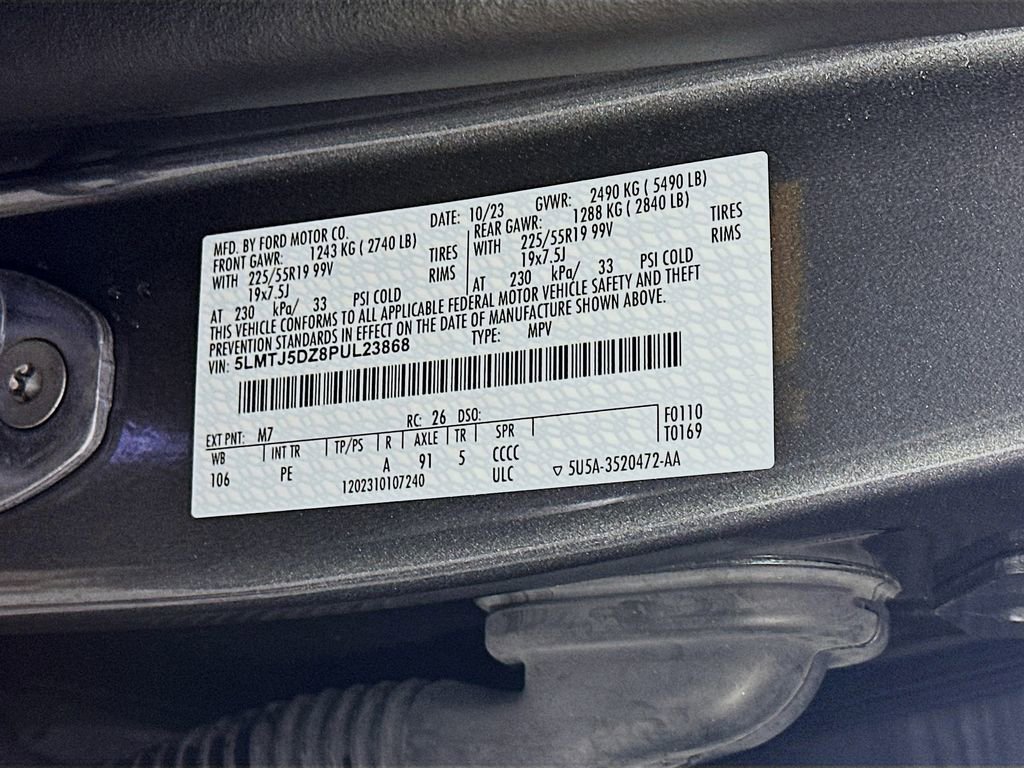 MFD. BY FORD MOTOR CO. DATE: 10/23 GVWR: 2490 KG ( 5490 LB)
FRONT GAWR: 1243 KG ( 2740 LB) REAR GAWR: 1288 KG ( 2840 LB)
WITH 225/55R19 99V TIRES WITH 225/55R19 99V TIRES
19x7.5J RIMS 19x7.5J RIMS
AT 230 kPa/ 33 PSI COLD AT 230 kPa/ 33 PSI COLD
THIS VEHICLE CONFORMS TO ALL APPLICABLE FEDERAL MOTOR VEHICLE SAFETY AND THEFT
PREVENTION STANDARDS IN EFFECT ON THE DATE OF MANUFACTURE SHOWN ABOVE.
VIN: 5LMTJ5DZ8PUL23868 TYPE: MPV
EXT PNT: M7 RC: 26 DSO:
WB INT TR TP/PS R AXLE TR SPR F0110
106 PE A 91 5 CCCC T0169
1202310107240 ULC ▽ 5U5A-3520472-AA